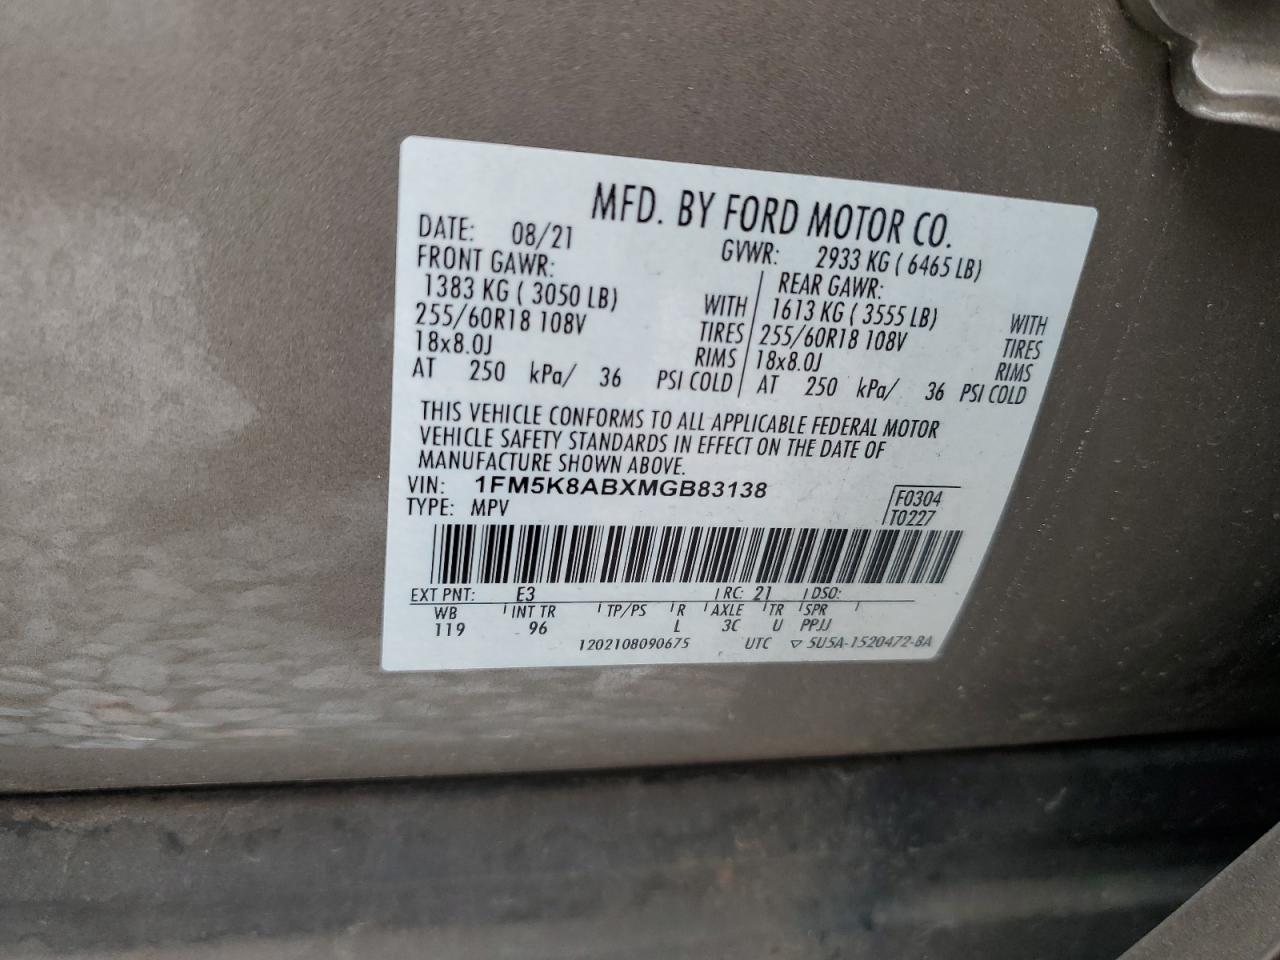 MFD. BY FORD MOTOR CO.
DATE: 08/21 GVWR: 2933 KG ( 6465 LB)
FRONT GAWR: REAR GAWR:
1383 KG ( 3050 LB) WITH 1613 KG ( 3555 LB) WITH
255/60R18 108V TIRES 255/60R18 108V TIRES
18x8.0J RIMS 18x8.0J RIMS
AT 250 kPa/ 36 PSI COLD AT 250 kPa/ 36 PSI COLD
THIS VEHICLE CONFORMS TO ALL APPLICABLE FEDERAL MOTOR
VEHICLE SAFETY STANDARDS IN EFFECT ON THE DATE OF
MANUFACTURE SHOWN ABOVE.
VIN: 1FM5K8ABXMGB83138 F0304
TYPE: MPV T0227
EXT PNT: E3 RC: 21 DSO:
WB INT TR TP/PS R AXLE TR SPR
119 96 L 3C U PPJJ
1202108090675 UTC ▽ 5U5A-1520472-BA